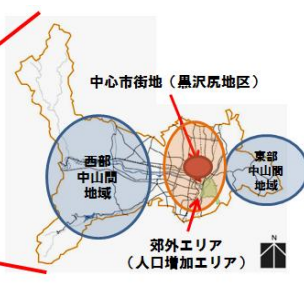 中心市街地（黒沢尻地区）
西部
中山間
地域
東部
中山間
地域
郊外エリア
（人口増加エリア）
N